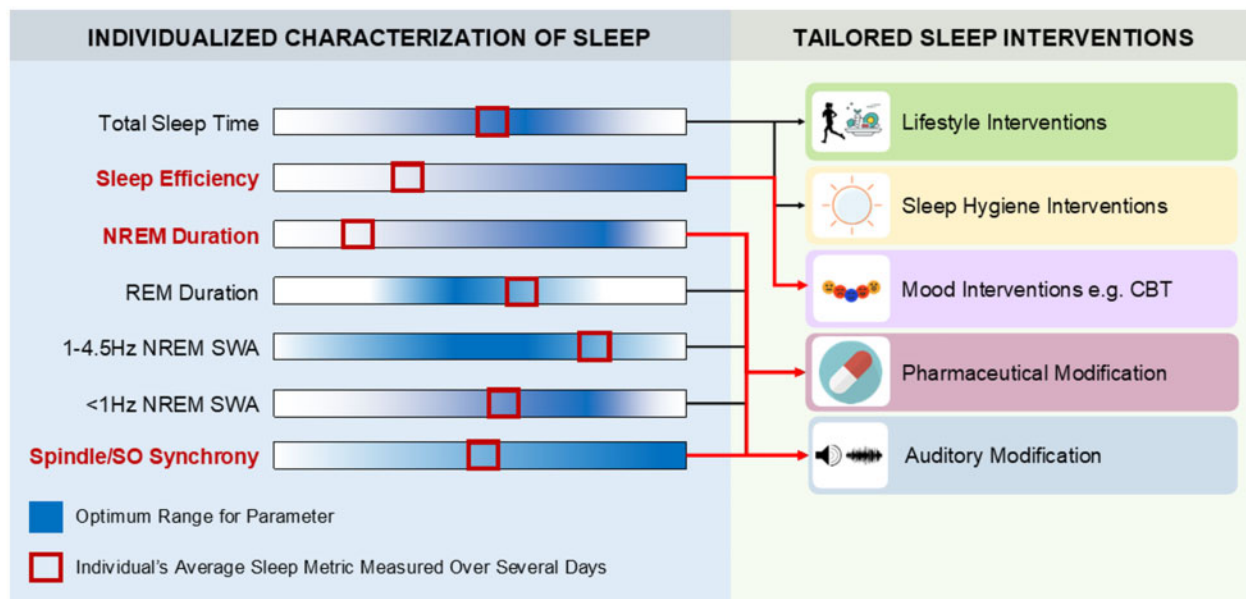 INDIVIDUALIZED CHARACTERIZATION OF SLEEP
TAILORED SLEEP INTERVENTIONS
Total Sleep Time
Sleep Efficiency
NREM Duration
REM Duration
1-4.5Hz NREM SWA
<1Hz NREM SWA
Spindle/SO Synchrony
Optimum Range for Parameter
Individual's Average Sleep Metric Measured Over Several Days
Lifestyle Interventions
Sleep Hygiene Interventions
Mood Interventions e.g. CBT
Pharmaceutical Modification
Auditory Modification